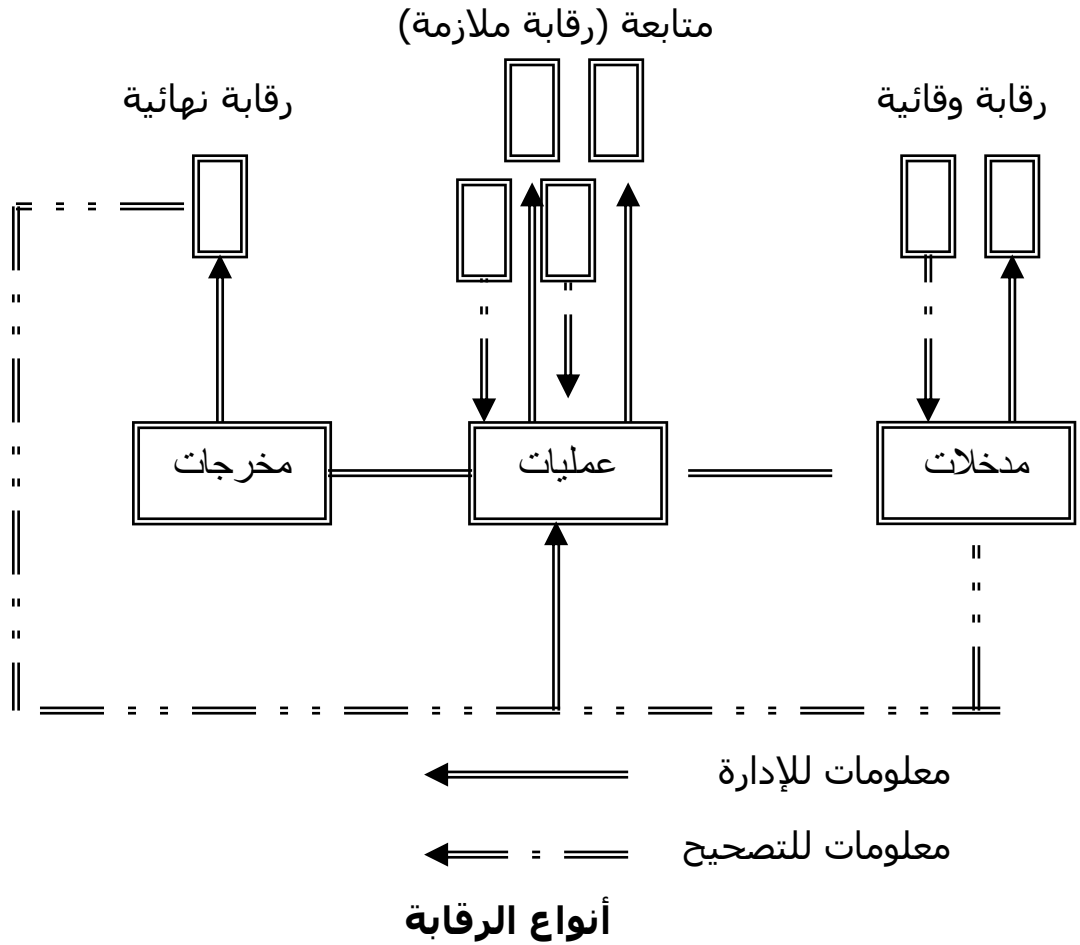 متابعة (رقابة ملازمة)
رقابة وقائية
رقابة نهائية
مدخلات
عمليات
مخرجات
معلومات للإدارة
معلومات للتصحيح
أنواع الرقابة